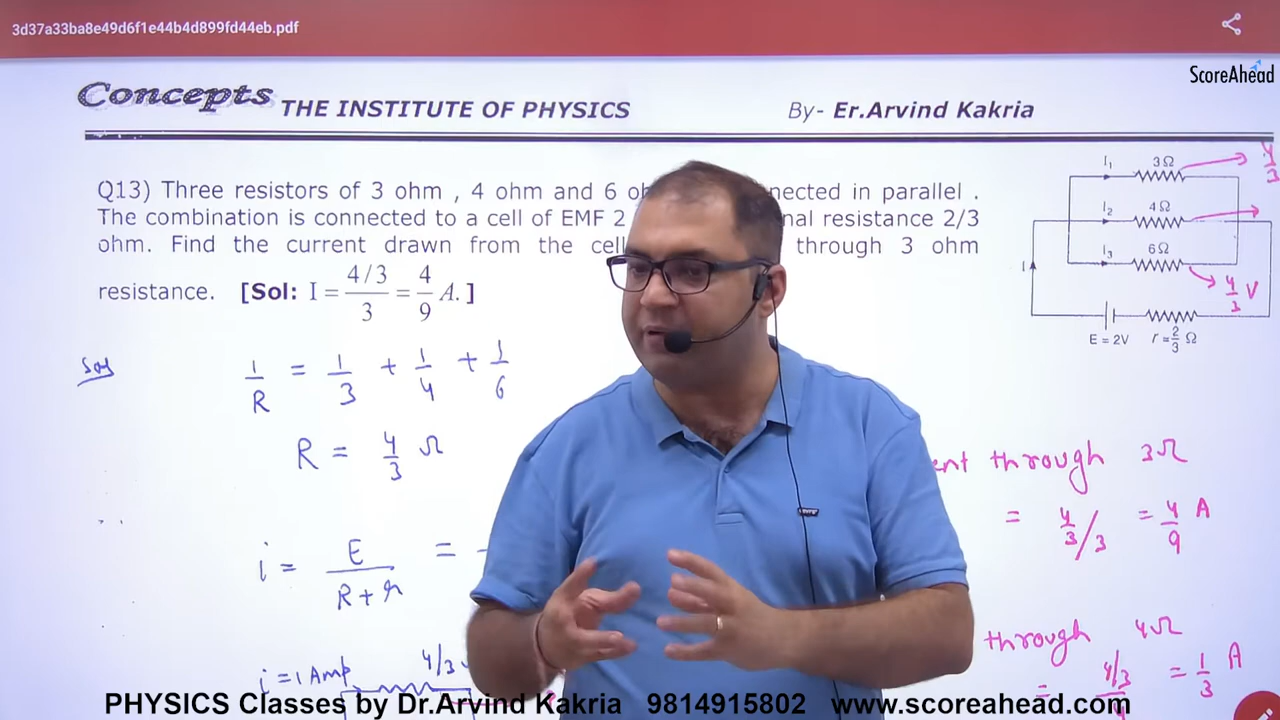 3d37a33ba8e49d6f1e44b4d899fd44eb.pdf
ScoreAhead
Concepts THE INSTITUTE OF PHYSICS By- Er.Arvind Kakria
Q13) Three resistors of 3 ohm , 4 ohm and 6 in parallel .
The combination is connected to a cell of EMF 2 resistance 2/3
ohm. Find the current drawn from the through 3 ohm
resistance. [Sol: I = 4/3 / 3 = 4/9 A. ]
I₁ 3Ω 4/3
I₂ 4Ω
I₃ 6Ω
I 4/3 V
E = 2V r = 2/3 Ω
Sol 1/R = 1/3 + 1/4 + 1/6
R = 4/3 Ω
through 3Ω
= 4/3 / 3 = 4/9 A
i = E / R + r =
through 4Ω
i = 1 Amp 4/3
= 4/3 / 4 = 1/3 A
PHYSICS Classes by Dr.Arvind Kakria 9814915802 www.scoreahead.com